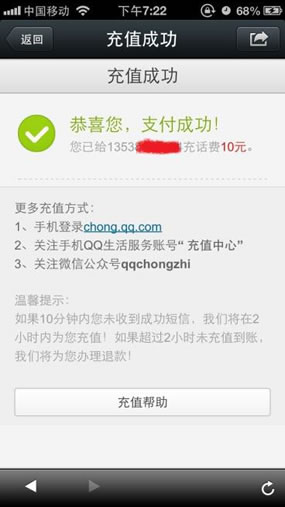 中国移动 下午7:22 68%
返回 充值成功
充值成功
恭喜您，支付成功！
您已给1353 充话费10元。
更多充值方式：
1、手机登录chong.qq.com
2、关注手机QQ生活服务账号“充值中心”
3、关注微信公众号qqchongzhi
温馨提示：
如果10分钟内您未收到成功短信，我们将在2
小时内为您充值！如果超过2小时未充值到账，
我们将为您办理退款！
充值帮助